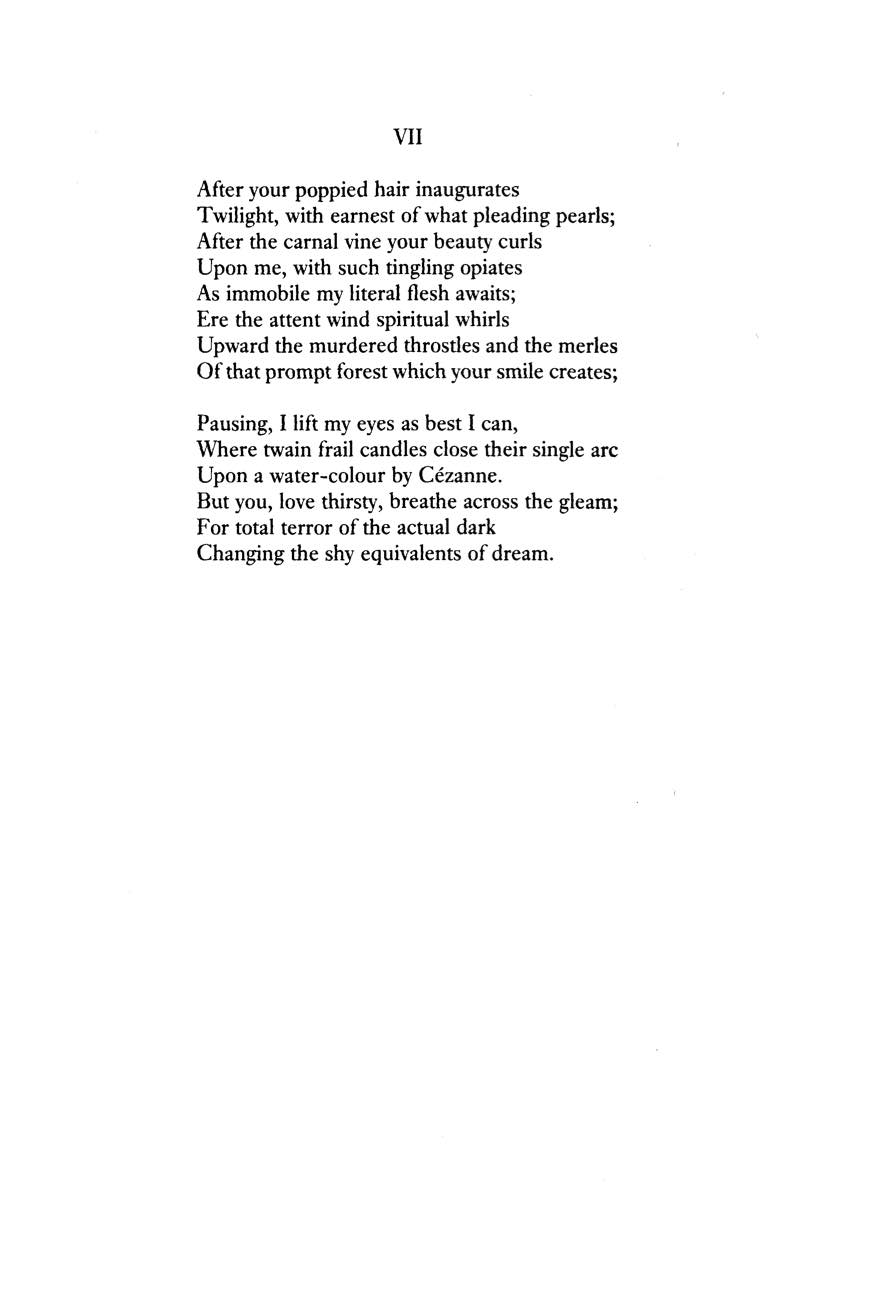 VII
After your poppied hair inaugurates
Twilight, with earnest of what pleading pearls;
After the carnal vine your beauty curls
Upon me, with such tingling opiates
As immobile my literal flesh awaits;
Ere the attent wind spiritual whirls
Upward the murdered throstles and the merles
Of that prompt forest which your smile creates;
Pausing, I lift my eyes as best I can,
Where twain frail candles close their single arc
Upon a water-colour by Cézanne.
But you, love thirsty, breathe across the gleam;
For total terror of the actual dark
Changing the shy equivalents of dream.